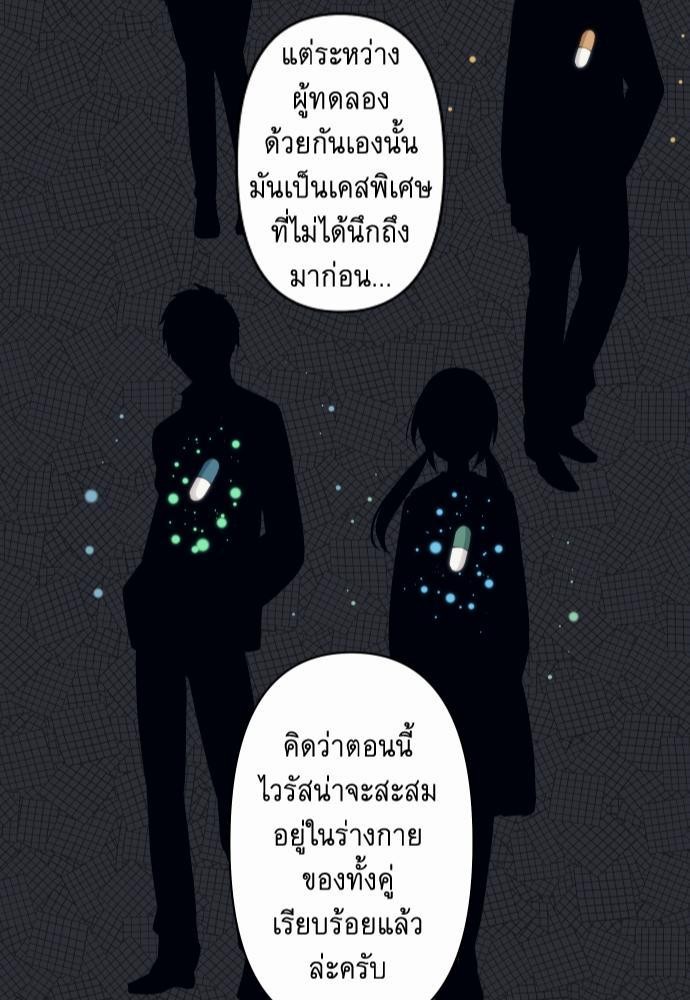 แต่ระหว่าง
ผู้ทดลอง
ด้วยกันเองนั้น
มันเป็นเคสพิเศษ
ที่ไม่ได้นึกถึง
มาก่อน...
คิดว่าตอนนี้
ไวรัสน่าจะสะสม
อยู่ในร่างกาย
ของทั้งคู่
เรียบร้อยแล้ว
ล่ะครับ